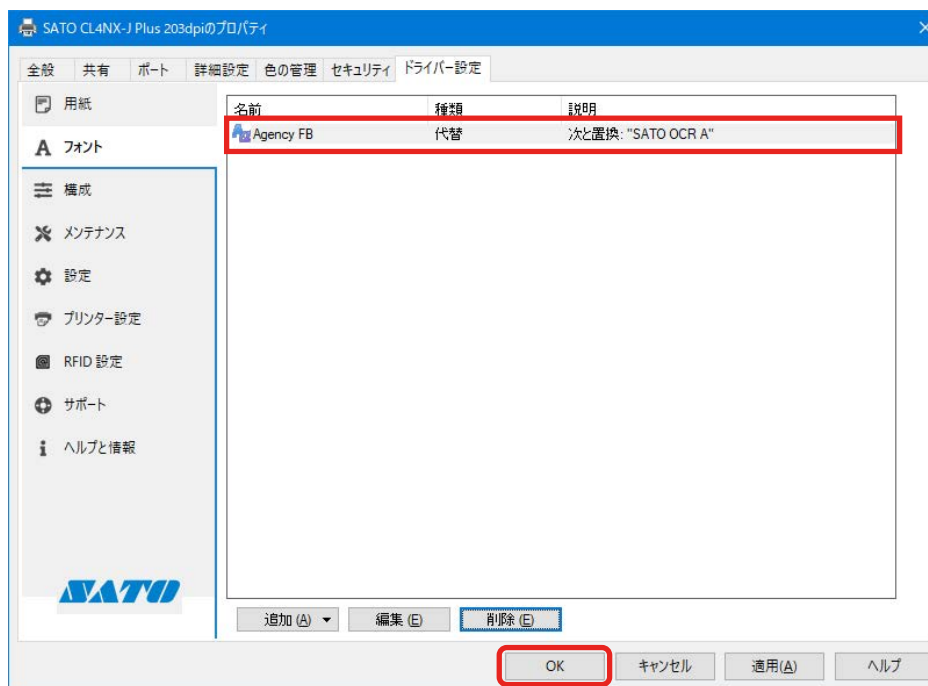 SATO CL4NX-J Plus 203dpiのプロパティ
全般 共有 ポート 詳細設定 色の管理 セキュリティ ドライバー設定
用紙
フォント
構成
メンテナンス
設定
プリンター設定
RFID 設定
サポート
ヘルプと情報
SATO
名前 種類 説明
Agency FB 代替 次と置換: "SATO OCR A"
追加 (A) 編集 (E) 削除 (E)
OK キャンセル 適用(A) ヘルプ